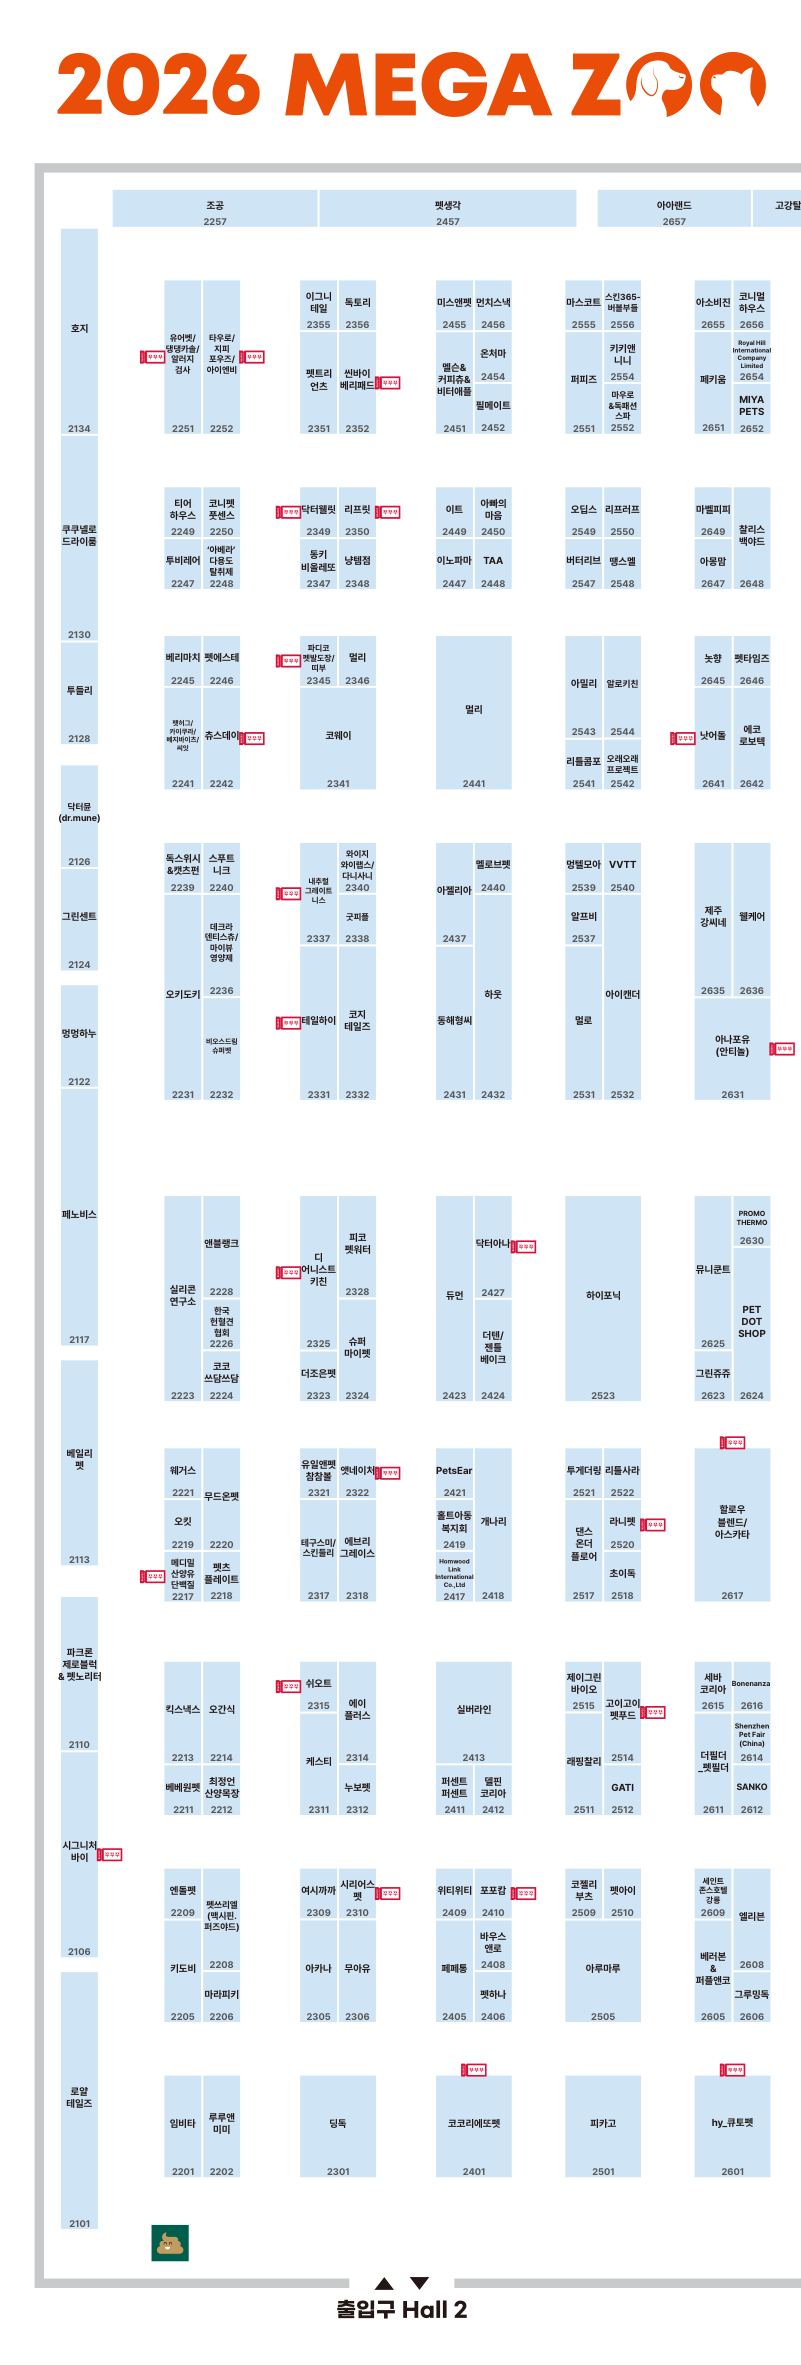 2026 MEGA ZOO
조공
2257
펫생각
2457
아아랜드
2657
고강탈
호지
2134
유어벳/
댕댕카솔/
알러지
검사
2251
타우로/
지피
포우즈/
아이엔비
2252
이그니
테일
2355
독토리
2356
펫트리
언츠
2351
씬바이
베리패드
2352
미스앤펫
2455
먼치스낵
2456
멜슨&
커피츄&
비터애플
2451
온처마
2454
필메이트
2452
마스코트
2555
스킨365-
버블부들
2556
퍼피즈
2551
키키앤
니니
2554
마우로
&독패션
스파
2552
아소비진
2655
코니멀
하우스
2656
페키움
2651
Royal Hill
International
Company
Limited
2654
MIYA
PETS
2652
쿠쿠넬로
드라이룸
2130
티어
하우스
2249
코니펫
풋센스
2250
투비레어
2247
'아베라'
다용도
탈취제
2248
닥터웰릿
2349
리프릿
2350
동키
비올레또
2347
냥템점
2348
이트
2449
아빠의
마음
2450
이노파마
2447
TAA
2448
오딥스
2549
리프러프
2550
버터리브
2547
땡스멜
2548
마벨피피
2649
찰리스
백야드
2648
아몽맘
2647
투들리
2128
베리마치
2245
펫에스테
2246
펫허그/
카이쿠라/
베지바이츠/
씨잇
2241
츄스데이
2242
파디코
펫발도장/
띠부
2345
멀리
2346
코웨이
2341
멀리
2441
아밀리
2543
알로키친
2544
리틀콤포
2541
오래오래
프로젝트
2542
놋향
2645
펫타임즈
2646
낫어돌
2641
에코
로보텍
2642
닥터뮨
(dr.mune)
2126
그린센트
2124
독스위시
&캣츠펀
2239
스푸트
니크
2240
오키도키
2231
데크라
덴티스츄/
마이뷰
영양제
2236
비오스드림
슈퍼벳
2232
내추럴
그레이트
니스
2337
와이지
와이랩스/
다니사니
2340
굿피플
2338
테일하이
2331
코지
테일즈
2332
아젤리아
2437
멜로브펫
2440
동해형씨
2431
하웃
2432
멍텔모아
2539
VVTT
2540
알프비
2537
멀로
2531
아이캔더
2532
제주
강씨네
2635
웰케어
2636
아나포유
(안티놀)
2631
멍멍하누
2122
페노비스
2117
실리콘
연구소
2223
앤블랭크
2228
한국
헌혈견
협회
2226
코코
쓰담쓰담
2224
디
어니스트
키친
2325
피코
펫워터
2328
더조은펫
2323
슈퍼
마이펫
2324
듀먼
2423
닥터아나
2427
더텐/
젠틀
베이크
2424
하이포닉
2523
뮤니쿤트
2625
PROMO
THERMO
2630
PET
DOT
SHOP
2624
그린쥬쥬
2623
베일리
펫
2113
웨거스
2221
무드온펫
2220
오킷
2219
메디밀
산양유
단백질
2217
펫츠
플레이트
2218
유일앤펫
참참볼
2321
앳네이처
2322
테구스미/
스킨둘리
2317
에브리
그레이스
2318
PetsEar
2421
홀트아동
복지회
2419
Homwood
Link
International
Co.,Ltd
2417
개나리
2418
투게더링
2521
리틀사라
2522
댄스
온더
플로어
2517
라니펫
2520
초이독
2518
할로우
블렌드/
아스카타
2617
파크론
제로블럭
& 펫노리터
2110
킥스낵스
2213
오간식
2214
베베원펫
2211
최정언
산양목장
2212
쉬오트
2315
에이
플러스
2314
케스티
2311
누보펫
2312
실버라인
2413
퍼센트
퍼센트
2411
델핀
코리아
2412
제이그린
바이오
2515
고이고이
펫푸드
2514
래핑찰리
2511
GATI
2512
세바
코리아
2615
Bonenanza
2616
더필더
_펫필더
2611
Shenzhen
Pet Fair
(China)
2614
SANKO
2612
시그니처
바이
2106
엔돌펫
2209
펫쓰리엘
(맥시핀.
퍼즈야드)
2208
키도비
2205
마라피키
2206
여시까까
2309
시리어스
펫
2310
아카나
2305
무아유
2306
위티위티
2409
포포캄
2410
페페통
2405
바우스
앤로
2408
펫하나
2406
코젤리
부츠
2509
펫아이
2510
아루마루
2505
세인트
존스호텔
강릉
2609
엘리븐
2608
베러본
&
퍼플앤코
2605
그루밍독
2606
로얄
테일즈
2101
임비타
2201
루루앤
미미
2202
딩독
2301
코코리에또펫
2401
피카고
2501
hy_큐토펫
2601
출입구 Hall 2